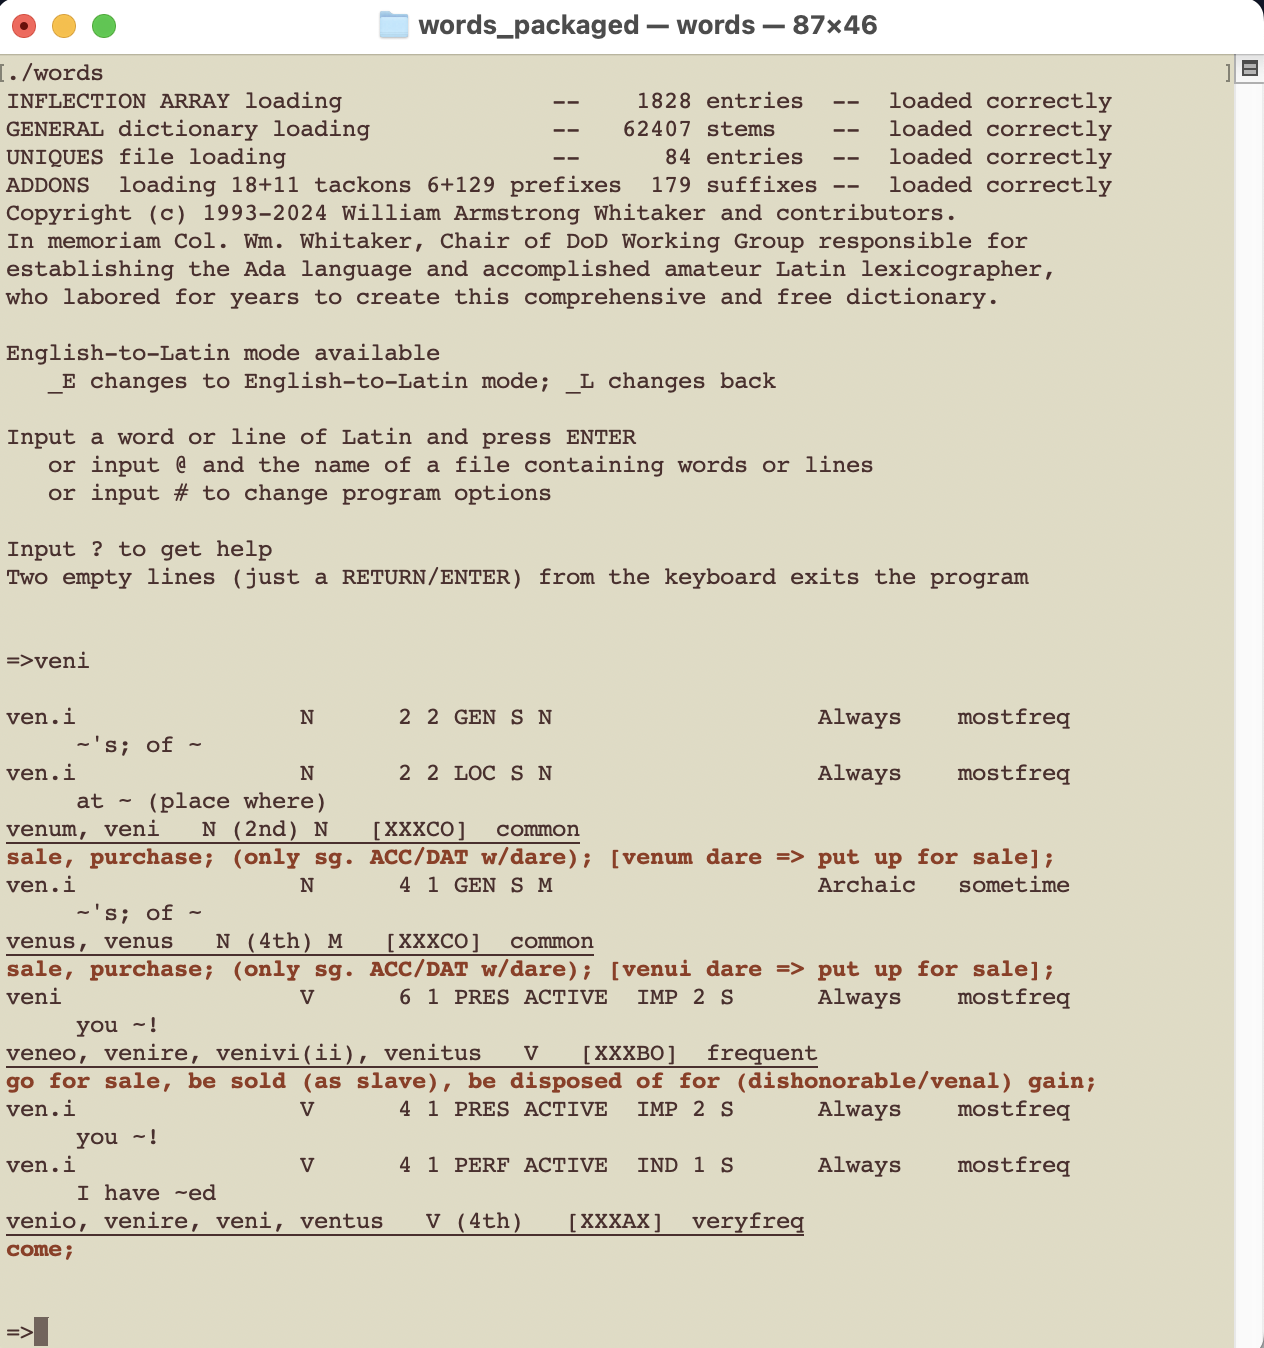 words_packaged — words — 87×46
[./words ]
INFLECTION ARRAY loading               --    1828 entries  --  loaded correctly
GENERAL dictionary loading             --   62407 stems    --  loaded correctly
UNIQUES file loading                   --      84 entries  --  loaded correctly
ADDONS  loading 18+11 tackons 6+129 prefixes  179 suffixes --  loaded correctly
Copyright (c) 1993-2024 William Armstrong Whitaker and contributors.
In memoriam Col. Wm. Whitaker, Chair of DoD Working Group responsible for
establishing the Ada language and accomplished amateur Latin lexicographer,
who labored for years to create this comprehensive and free dictionary.
English-to-Latin mode available
   _E changes to English-to-Latin mode; _L changes back
Input a word or line of Latin and press ENTER
   or input @ and the name of a file containing words or lines
   or input # to change program options
Input ? to get help
Two empty lines (just a RETURN/ENTER) from the keyboard exits the program
=>veni
ven.i                N      2 2 GEN S N                   Always    mostfreq
     ~'s; of ~
ven.i                N      2 2 LOC S N                   Always    mostfreq
     at ~ (place where)
venum, veni   N (2nd) N   [XXXCO]  common
sale, purchase; (only sg. ACC/DAT w/dare); [venum dare => put up for sale];
ven.i                N      4 1 GEN S M                   Archaic   sometime
     ~'s; of ~
venus, venus   N (4th) M   [XXXCO]  common
sale, purchase; (only sg. ACC/DAT w/dare); [venui dare => put up for sale];
veni                 V      6 1 PRES ACTIVE  IMP 2 S      Always    mostfreq
     you ~!
veneo, venire, venivi(ii), venitus   V   [XXXBO]  frequent
go for sale, be sold (as slave), be disposed of for (dishonorable/venal) gain;
ven.i                V      4 1 PRES ACTIVE  IMP 2 S      Always    mostfreq
     you ~!
ven.i                V      4 1 PERF ACTIVE  IND 1 S      Always    mostfreq
     I have ~ed
venio, venire, veni, ventus   V (4th)   [XXXAX]  veryfreq
come;
=>